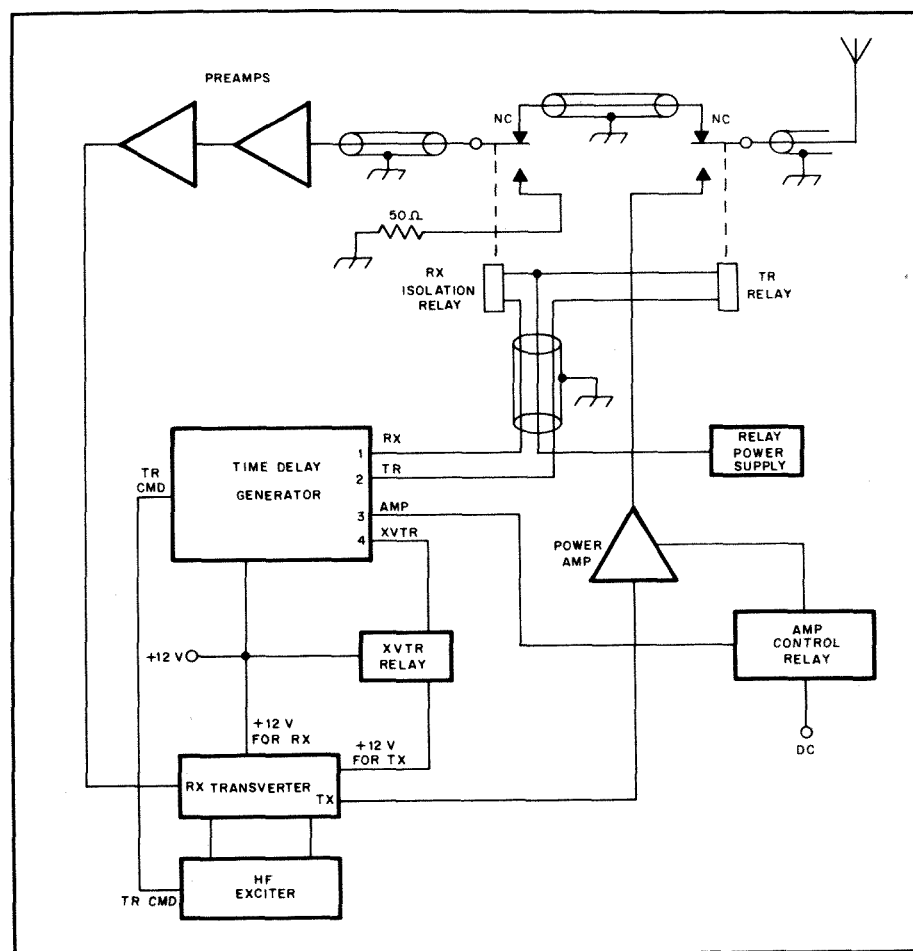 PREAMPS
NC
NC
50Ω
RX
ISOLATION
RELAY
TR
RELAY
RX
TR
CMD
TIME DELAY
GENERATOR
1
2
3
4
TR
AMP
XVTR
RELAY
POWER
SUPPLY
POWER
AMP
+12 V
XVTR
RELAY
AMP
CONTROL
RELAY
+12 V
FOR RX
+12 V
FOR TX
DC
RX
TRANSVERTER
TX
HF
EXCITER
TR CMD